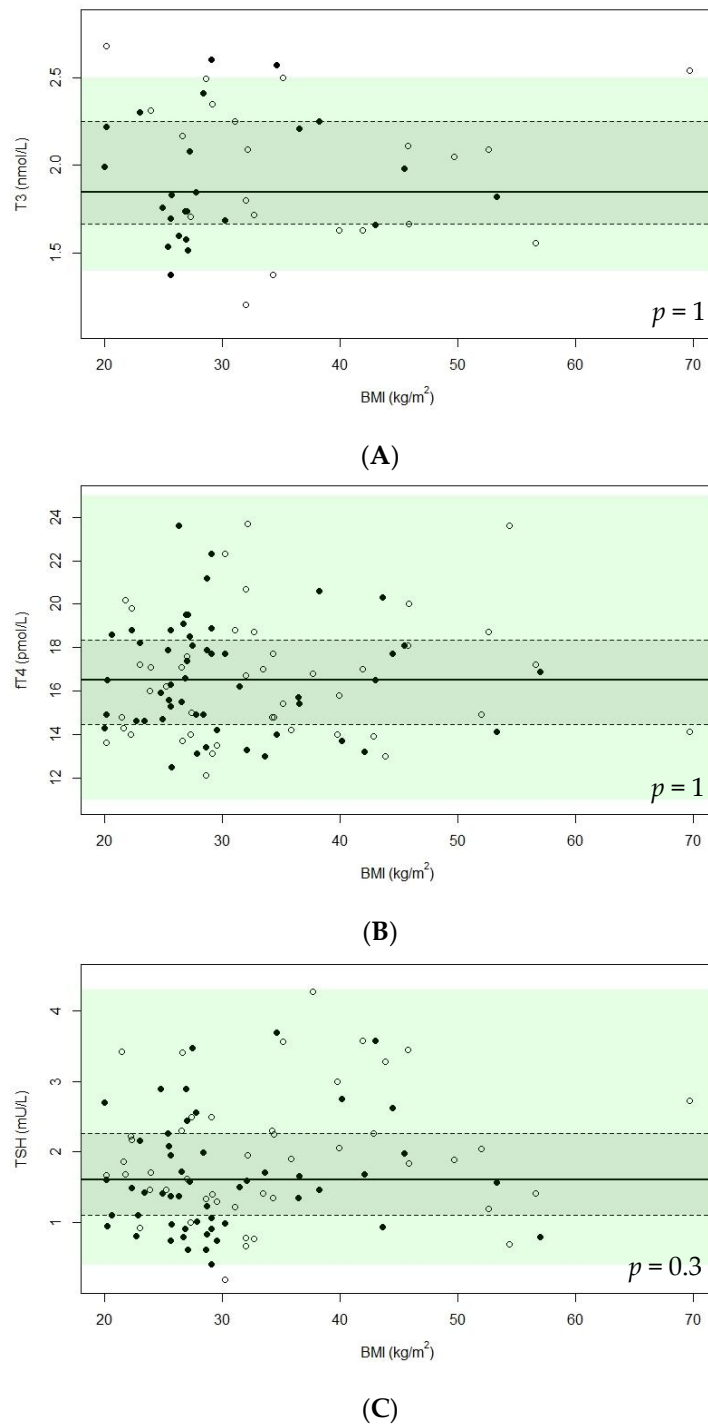 T3 (nmol/L)
2.5
2.0
1.5
p = 1
20 30 40 50 60 70
BMI (kg/m²)
(A)
fT4 (pmol/L)
24
22
20
18
16
14
12
p = 1
20 30 40 50 60 70
BMI (kg/m²)
(B)
TSH (mU/L)
4
3
2
1
p = 0.3
20 30 40 50 60 70
BMI (kg/m²)
(C)